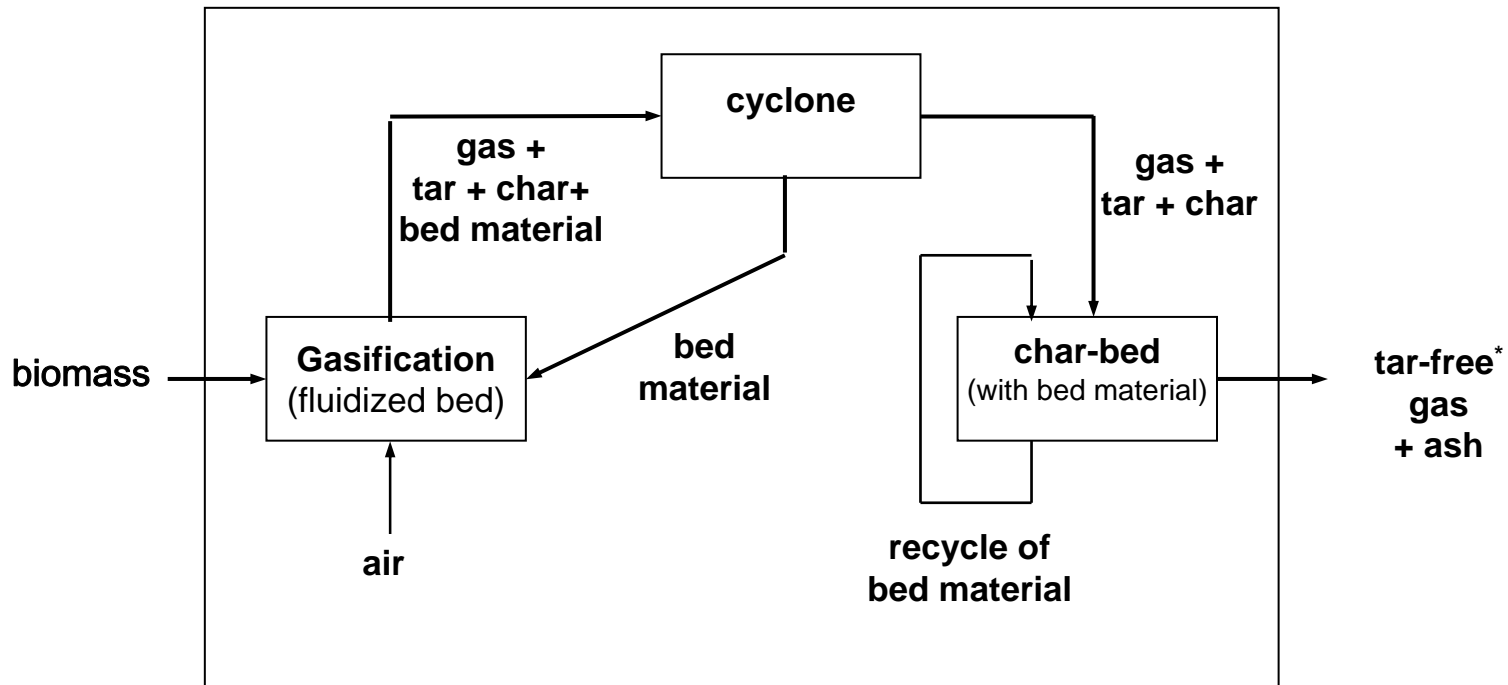 cyclone
gas +
tar + char+
bed material
gas +
tar + char
biomass
Gasification
(fluidized bed)
bed
material
char-bed
(with bed material)
tar-free*
gas
+ ash
air
recycle of
bed material